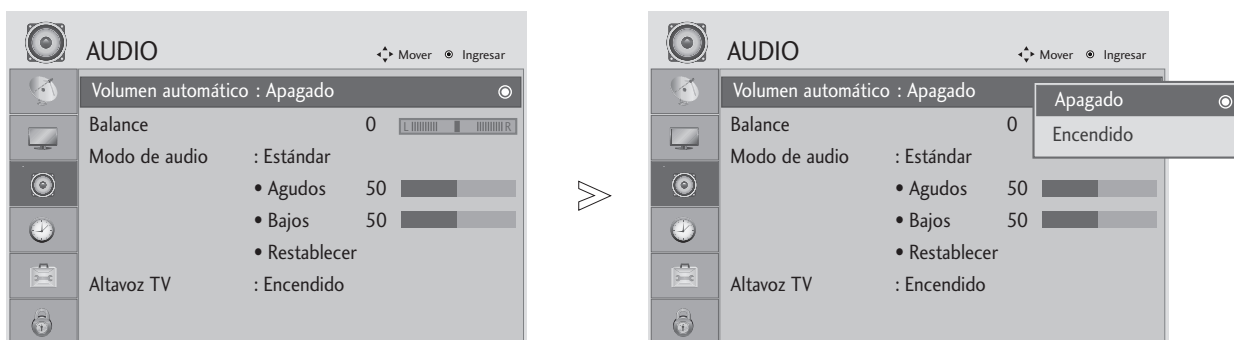 AUDIO
Mover Ingresar
Volumen automático : Apagado
Balance 0 L R
Modo de audio : Estándar
• Agudos 50
• Bajos 50
• Restablecer
Altavoz TV : Encendido
AUDIO
Mover Ingresar
Volumen automático : Apagado
Apagado
Encendido
Balance 0
Modo de audio : Estándar
• Agudos 50
• Bajos 50
• Restablecer
Altavoz TV : Encendido